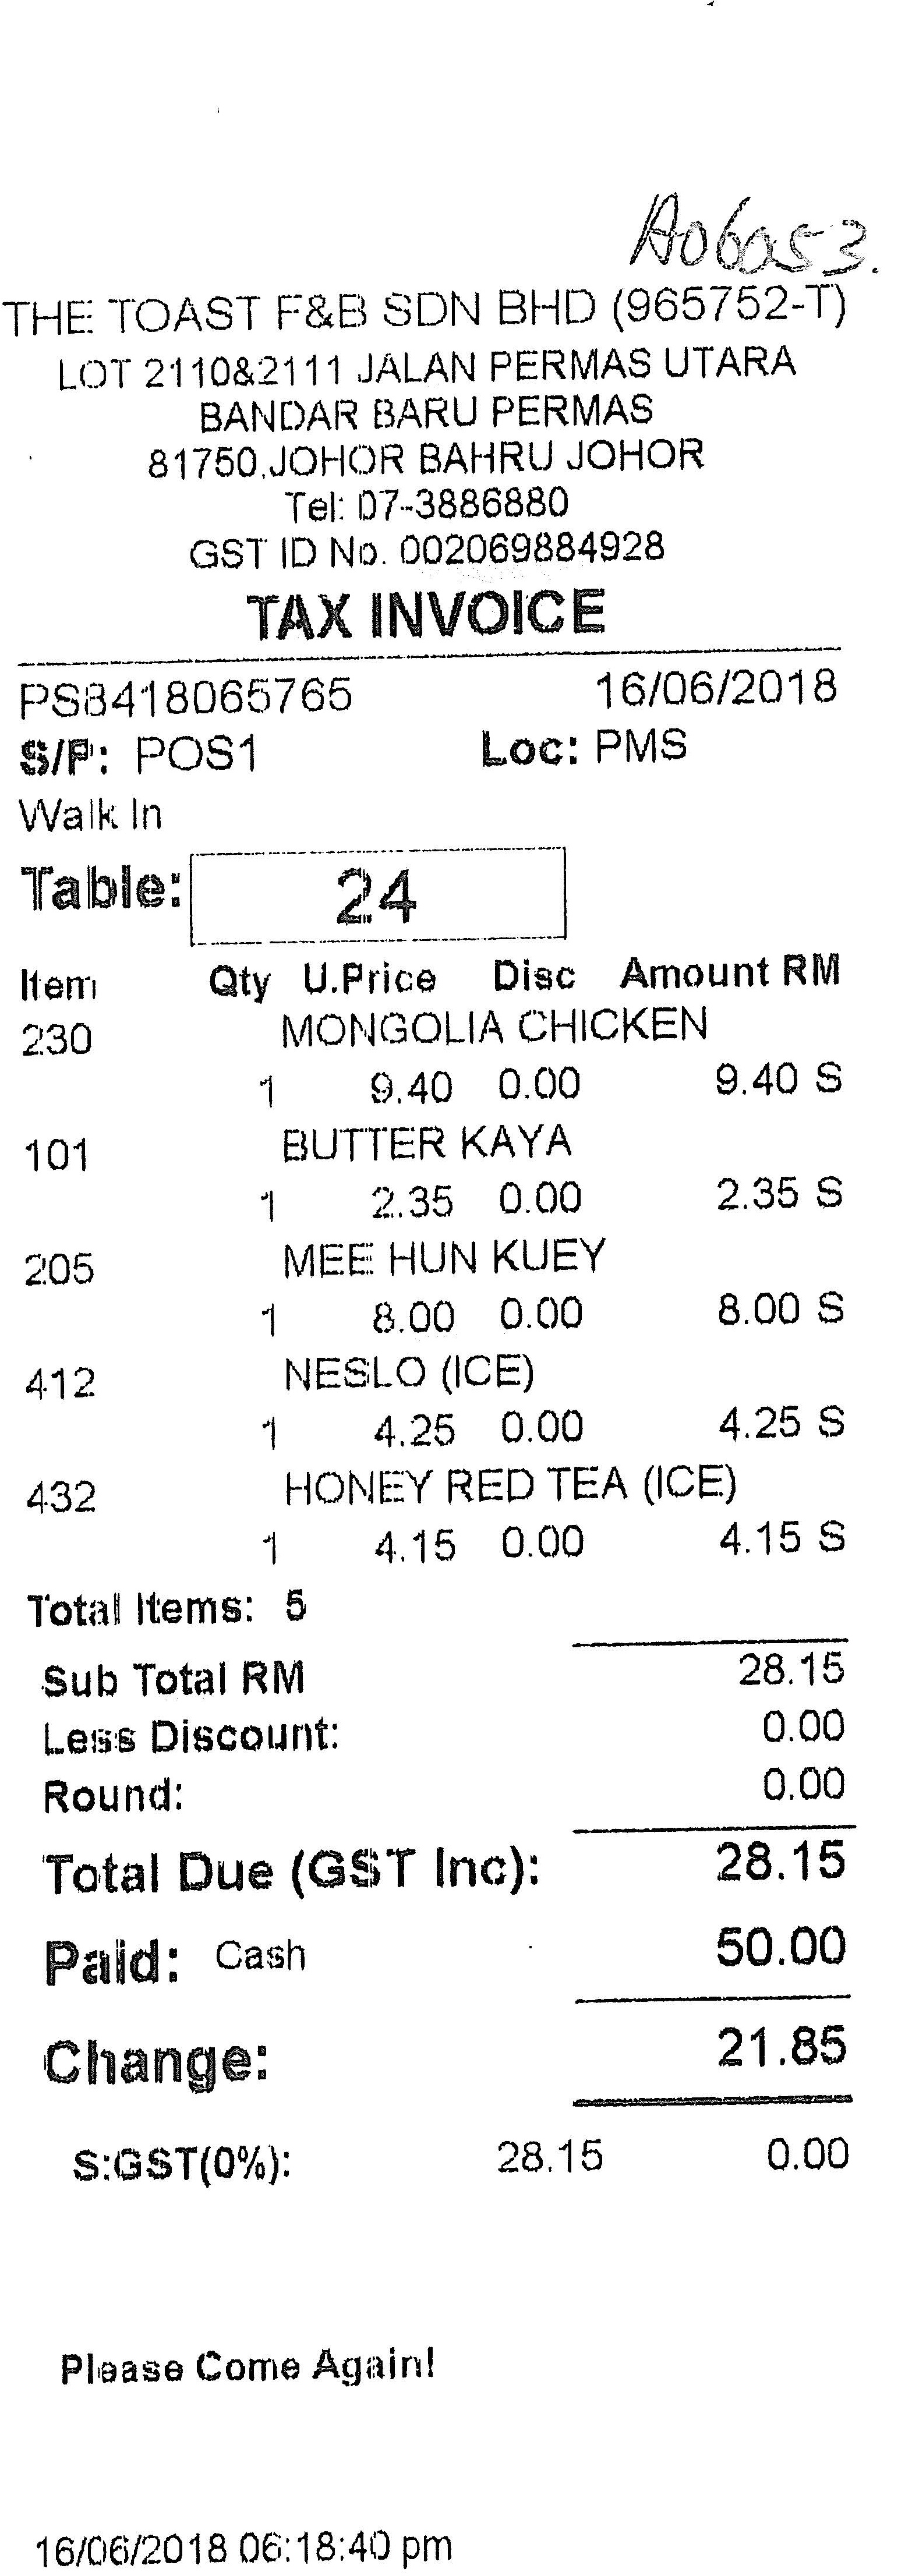 THE TOAST F&B SDN BHD (965752-T)
LOT 2110&2111 JALAN PERMAS UTARA
BANDAR BARU PERMAS
81750,JOHOR BAHRU JOHOR
Tel: 07-3886880
GST ID No. 002069884928
TAX INVOICE
PS8418065765 16/06/2018
S/P: POS1 Loc: PMS
Walk In
Table: 24
Item Qty U.Price Disc Amount RM
230 MONGOLIA CHICKEN
1 9.40 0.00 9.40 S
101 BUTTER KAYA
1 2.35 0.00 2.35 S
205 MEE HUN KUEY
1 8.00 0.00 8.00 S
412 NESLO (ICE)
1 4.25 0.00 4.25 S
432 HONEY RED TEA (ICE)
1 4.15 0.00 4.15 S
Total Items: 5
Sub Total RM 28.15
Less Discount: 0.00
Round: 0.00
Total Due (GST Inc): 28.15
Paid: Cash 50.00
Change: 21.85
S:GST(0%): 28.15 0.00
Please Come Again!
16/06/2018 06:18:40 pm